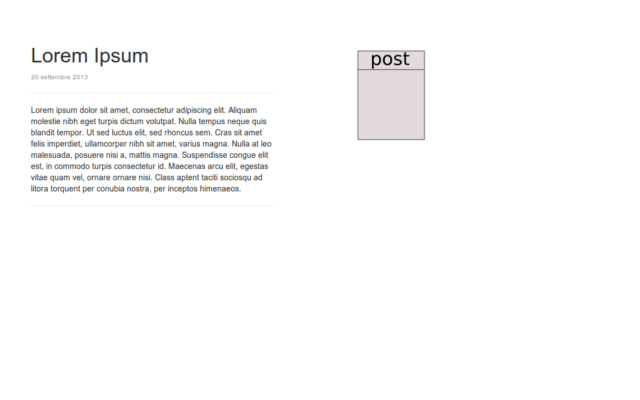 Lorem Ipsum
20 settembre 2013
Lorem ipsum dolor sit amet, consectetur adipiscing elit. Aliquam
molestie nibh eget turpis dictum volutpat. Nulla tempus neque quis
blandit tempor. Ut sed luctus elit, sed rhoncus sem. Cras sit amet
felis imperdiet, ullamcorper nibh sit amet, varius magna. Nulla at leo
malesuada, posuere nisi a, mattis magna. Suspendisse congue elit
est, in commodo turpis consectetur id. Maecenas arcu elit, egestas
vitae quam vel, ornare ornare nisi. Class aptent taciti sociosqu ad
litora torquent per conubia nostra, per inceptos himenaeos.
post